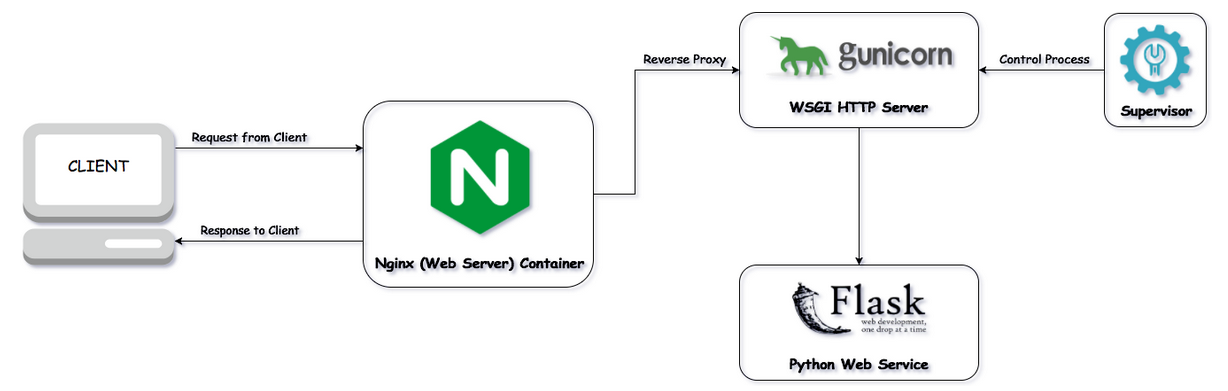 CLIENT
Request from Client
Response to Client
N
Nginx (Web Server) Container
Reverse Proxy
gunicorn
WSGI HTTP Server
Control Process
Supervisor
Flask
web development,
one drop at a time
Python Web Service